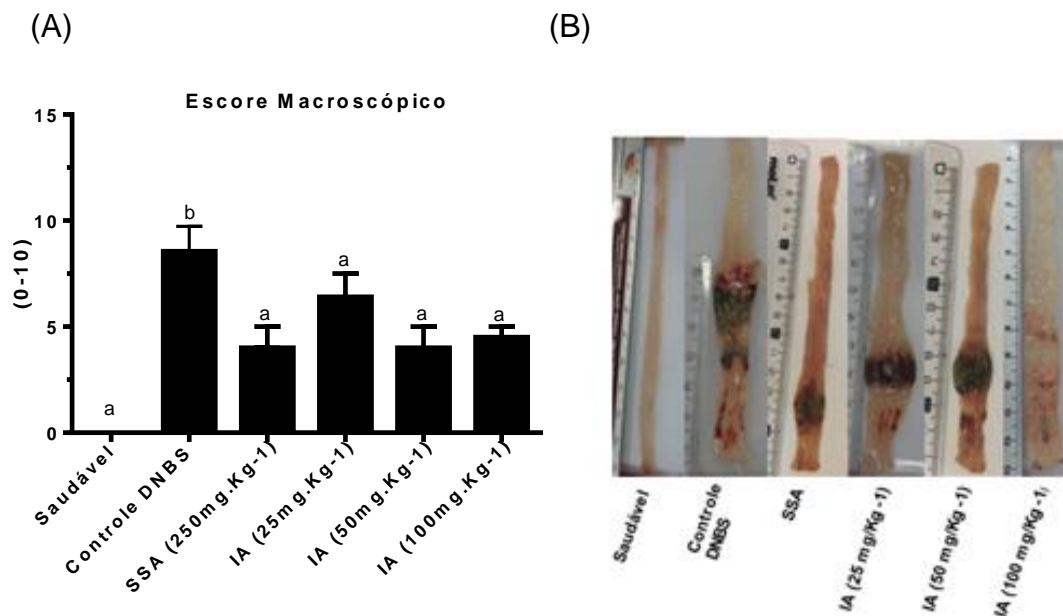 (A)
(B)
Escore Macroscópico
15
10
5
0
(0-10)
b
a
a
a
a
a
Saudável
Controle DNBS
SSA (250mg.Kg-1)
IA (25mg.Kg-1)
IA (50mg.Kg-1)
IA (100mg.Kg-1)
Saudável
Controle
DNBS
SSA
IA (25 mg/Kg -1)
IA (50 mg/Kg -1)
IA (100 mg/Kg -1)